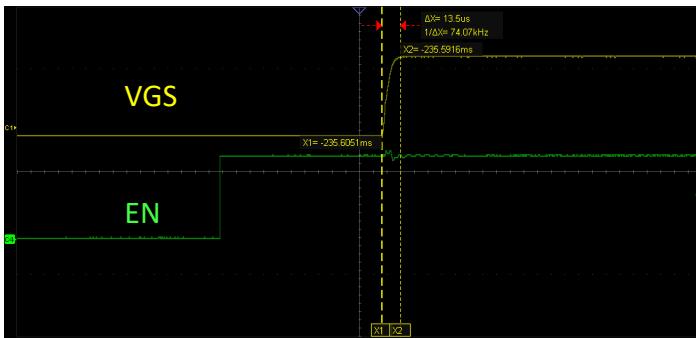 ΔX= 13.5us
1/ΔX= 74.07kHz
X2= -235.5916ms
VGS
C1
X1= -235.6051ms
EN
C4
X1 X2